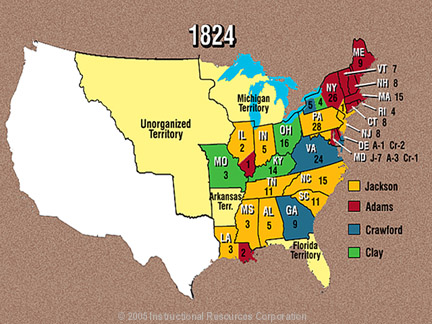 1824
ME
9
VT 7
NH 8
MA 15
RI 4
CT 8
NJ 8
DE A-1 Cr-2
MD J-7 A-3 Cr-1
Michigan
Territory
Unorganized
Territory
NY
26
5
4
PA
28
OH
16
IL
2
1
IN
5
VA
24
MO
3
KY
14
NC 15
TN
11
SC
11
Arkansas
Terr.
MS
3
AL
5
GA
9
LA
3
2
Florida
Territory
Jackson
Adams
Crawford
Clay
© 2005 Instructional Resources Corporation